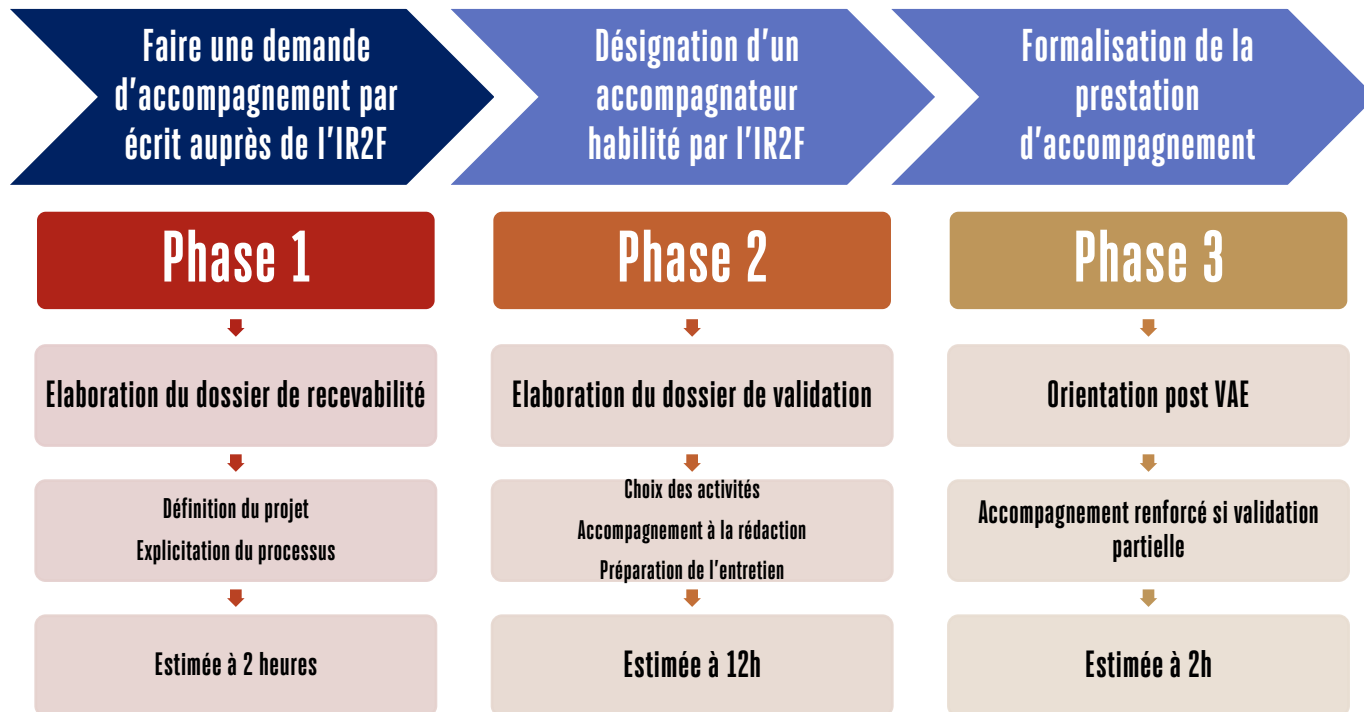 Faire une demande
d'accompagnement par
écrit auprès de l'IR2F
Désignation d'un
accompagnateur
habilité par l'IR2F
Formalisation de la
prestation
d'accompagnement
Phase 1
Elaboration du dossier de recevabilité
Définition du projet
Explicitation du processus
Estimée à 2 heures
Phase 2
Elaboration du dossier de validation
Choix des activités
Accompagnement à la rédaction
Préparation de l'entretien
Estimée à 12h
Phase 3
Orientation post VAE
Accompagnement renforcé si validation
partielle
Estimée à 2h